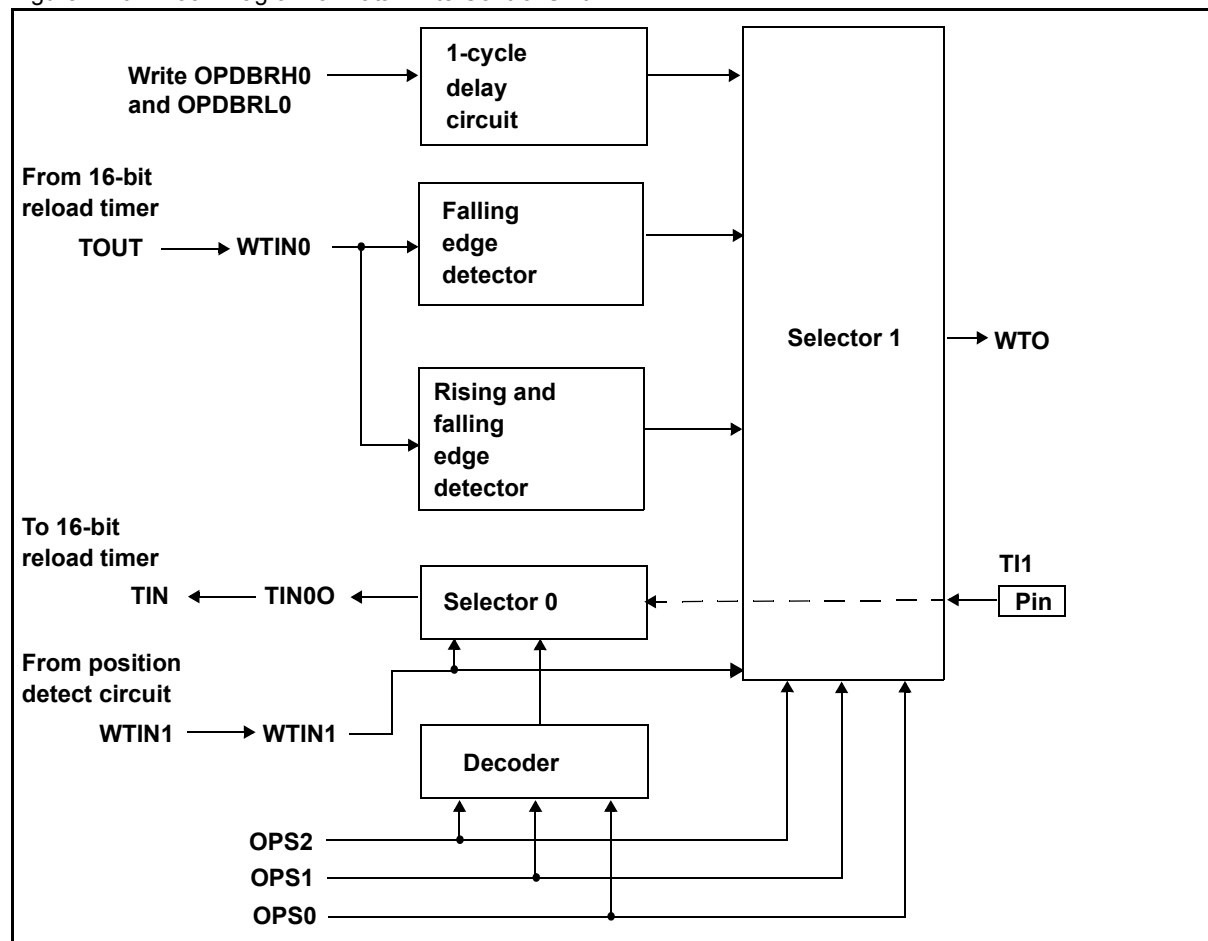 1-cycle
delay
circuit
Write OPDBRH0
and OPDBRL0
From 16-bit
reload timer
TOUT
WTIN0
Falling
edge
detector
Selector 1
WTO
Rising and
falling
edge
detector
To 16-bit
reload timer
TIN
TIN0O
Selector 0
TI1
Pin
From position
detect circuit
WTIN1
WTIN1
Decoder
OPS2
OPS1
OPS0